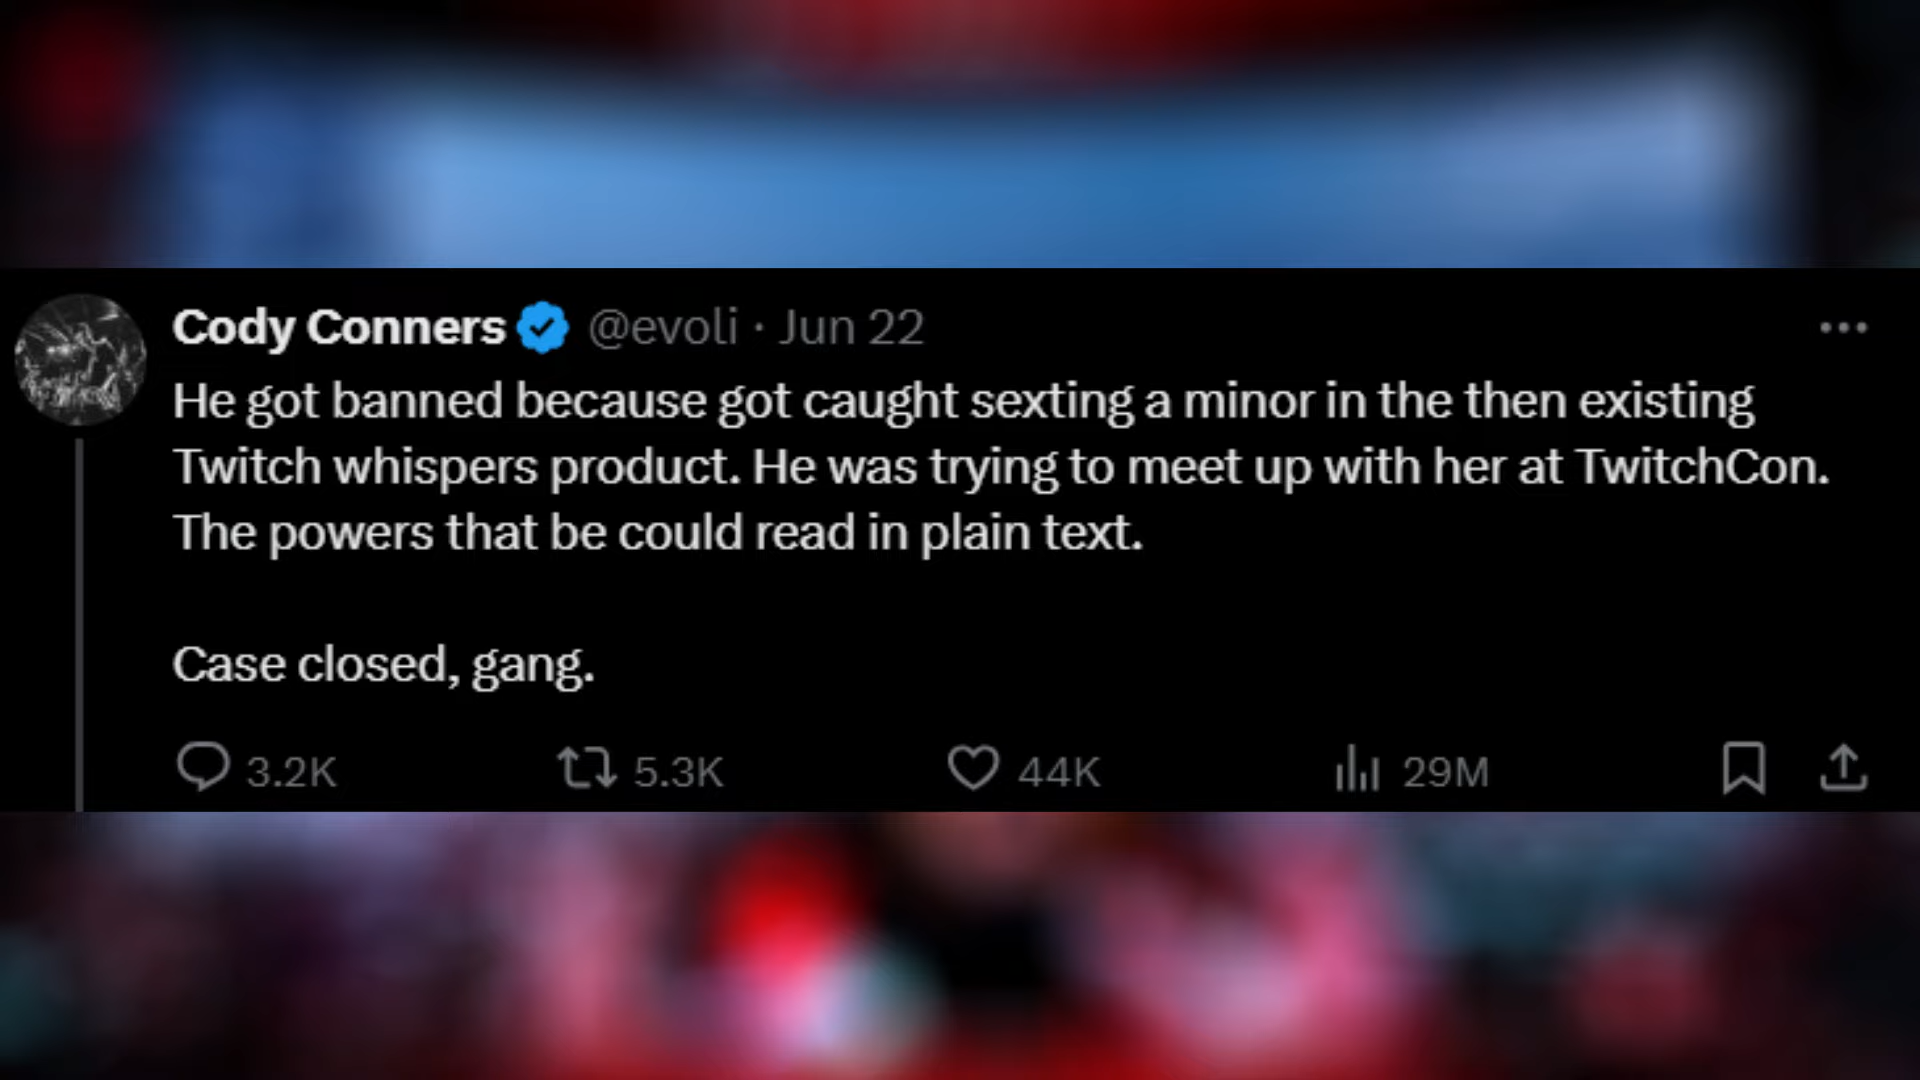 Cody Conners @evoli · Jun 22
He got banned because got caught sexting a minor in the then existing
Twitch whispers product. He was trying to meet up with her at TwitchCon.
The powers that be could read in plain text.
Case closed, gang.
3.2K 5.3K 44K 29M